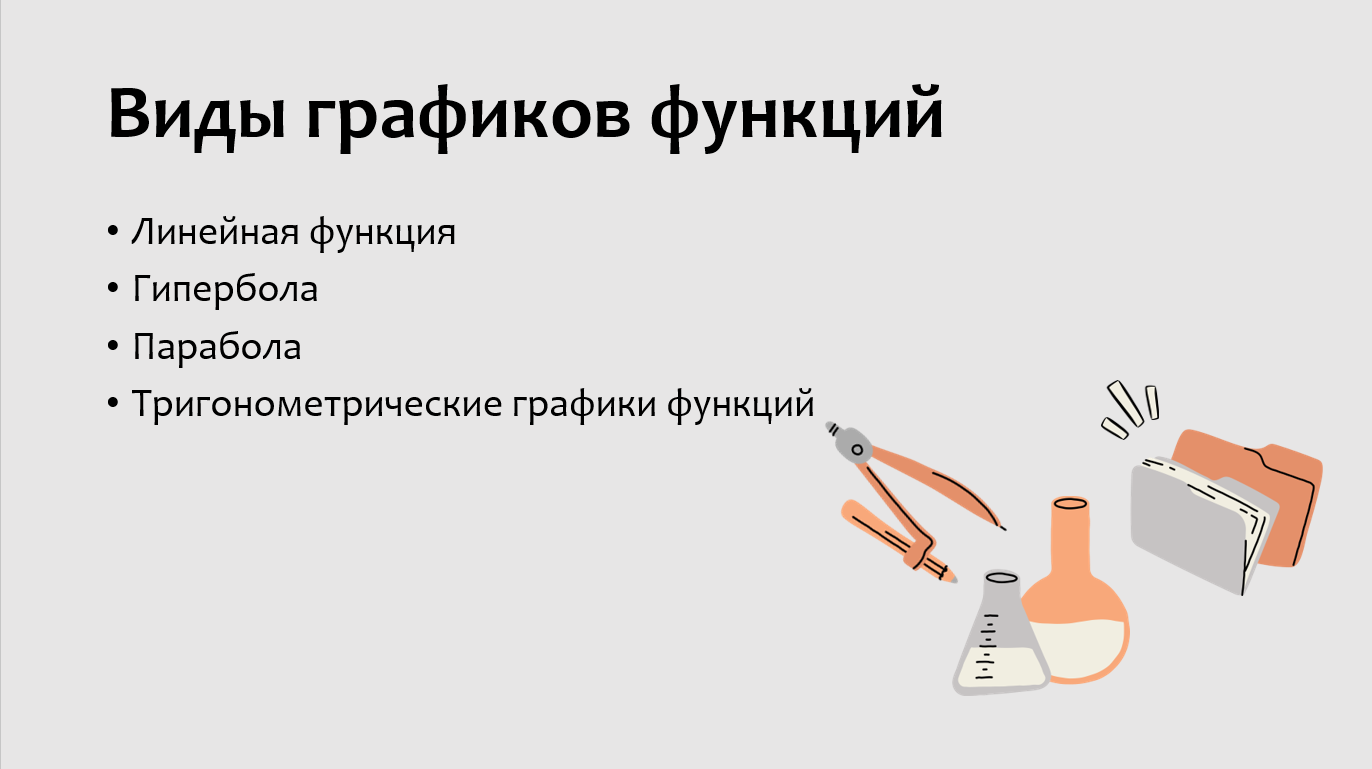 Виды графиков функций
• Линейная функция
• Гипербола
• Парабола
• Тригонометрические графики функций